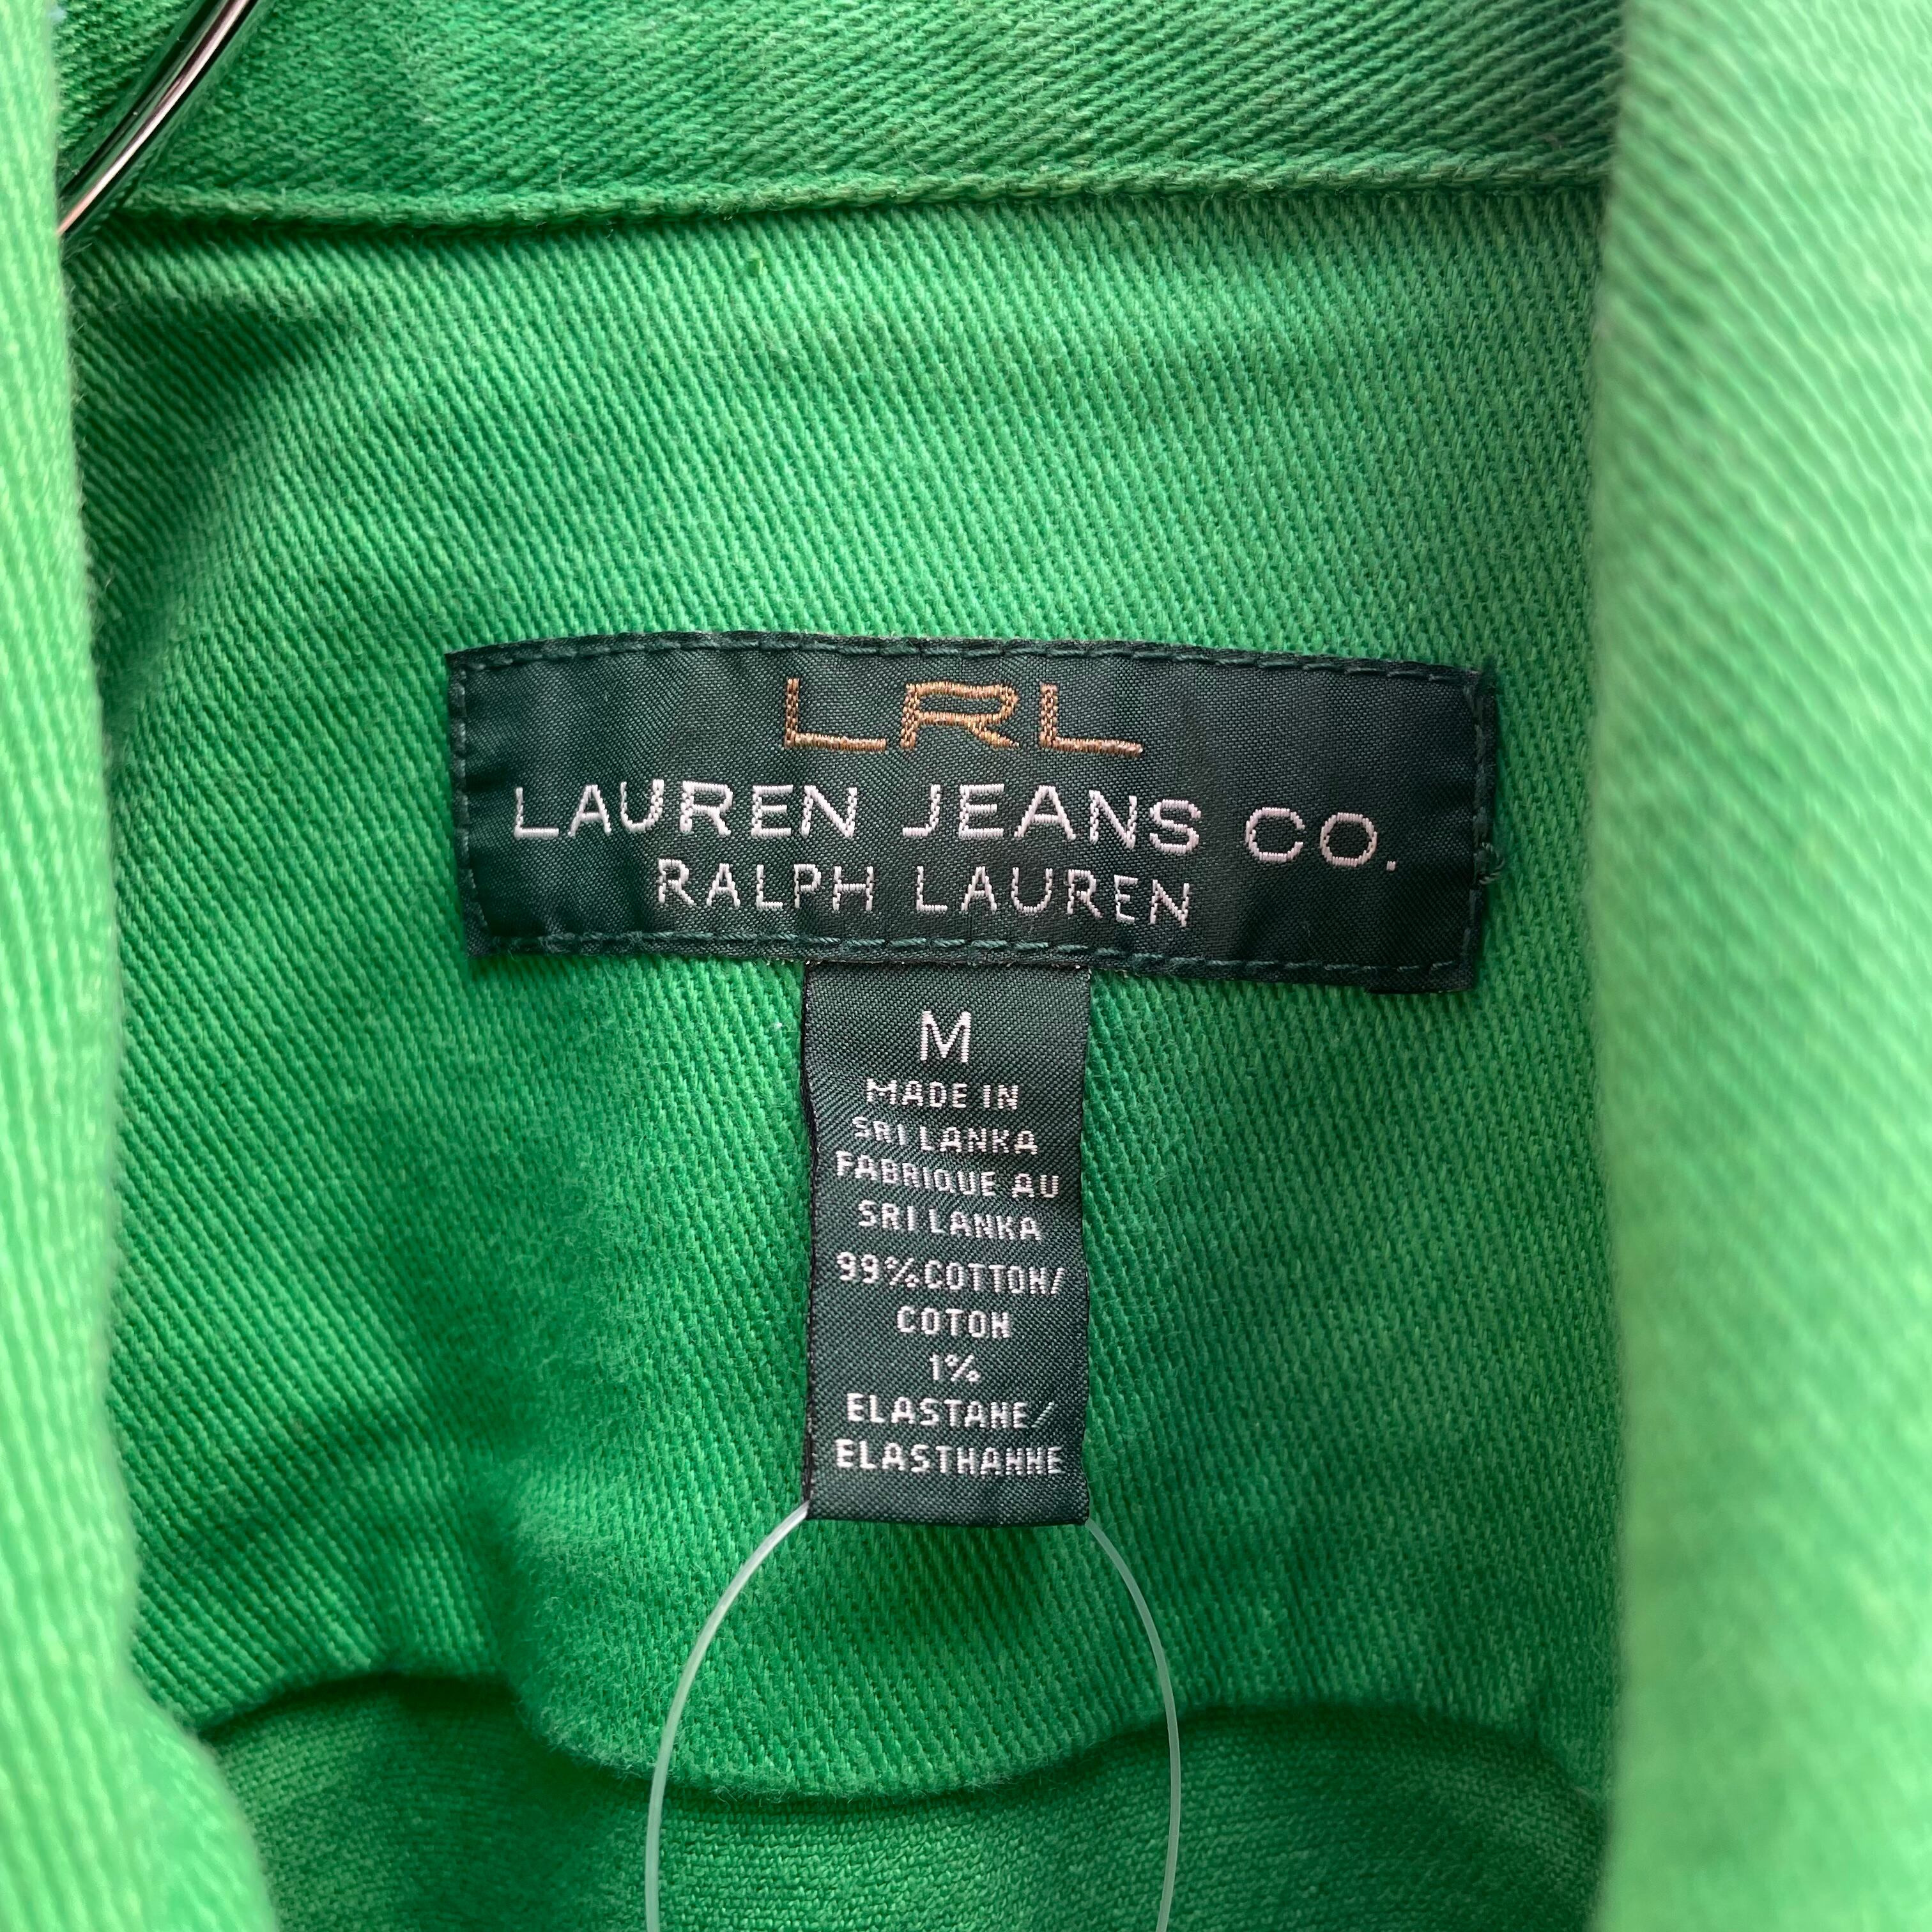 LRL
LAUREN JEANS CO.
RALPH LAUREN
M
MADE IN
SRI LANKA
FABRIQUE AU
SRI LANKA
99%COTTON/
COTON
1%
ELASTANE/
ELASTHANNE